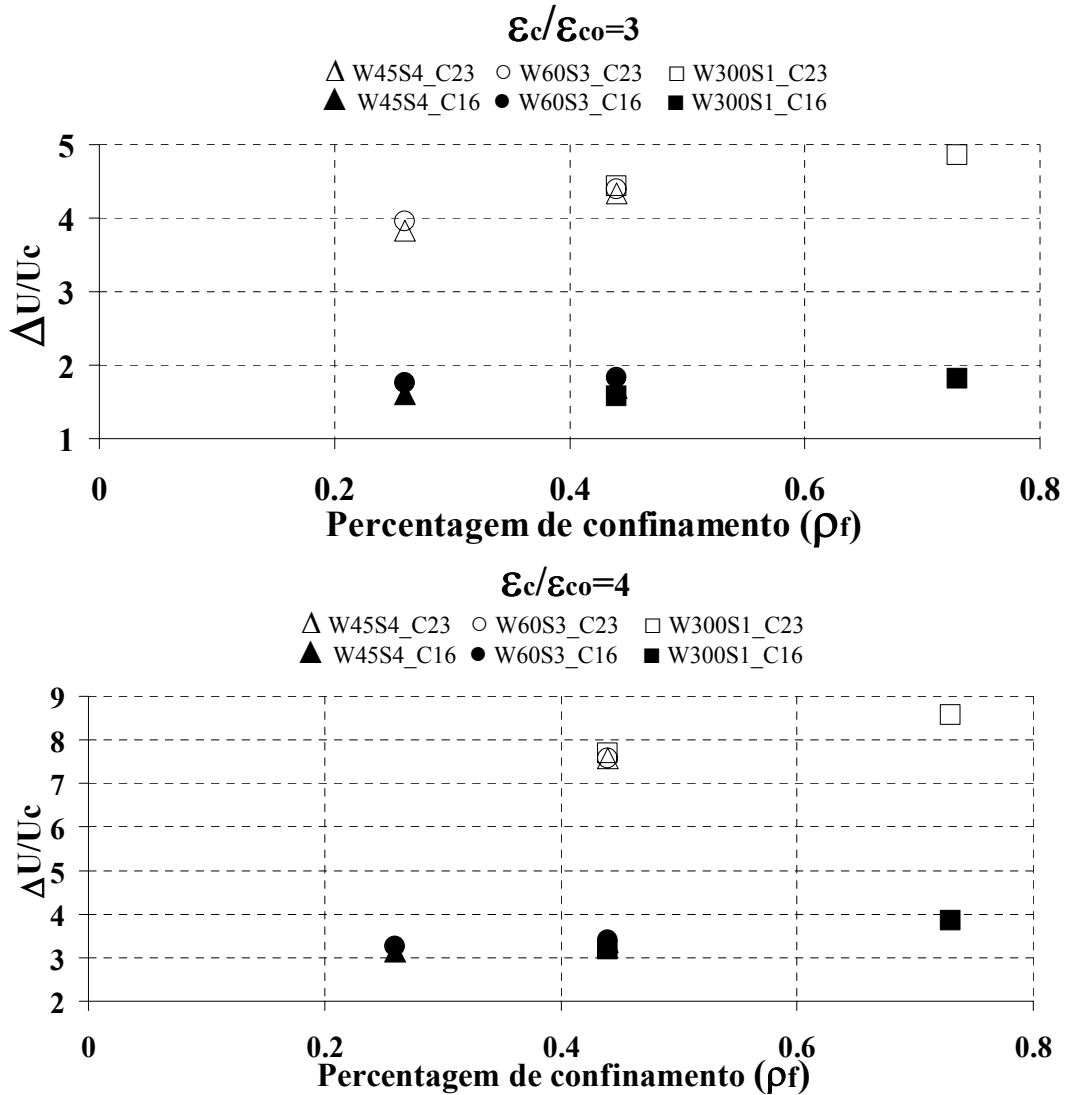 εc/εco=3
W45S4_C23 W60S3_C23 W300S1_C23
W45S4_C16 W60S3_C16 W300S1_C16
5
4
3
2
1
ΔU/Uc
0 0.2 0.4 0.6 0.8
Percentagem de confinamento (ρf)
εc/εco=4
W45S4_C23 W60S3_C23 W300S1_C23
W45S4_C16 W60S3_C16 W300S1_C16
9
8
7
6
5
4
3
2
ΔU/Uc
0 0.2 0.4 0.6 0.8
Percentagem de confinamento (ρf)